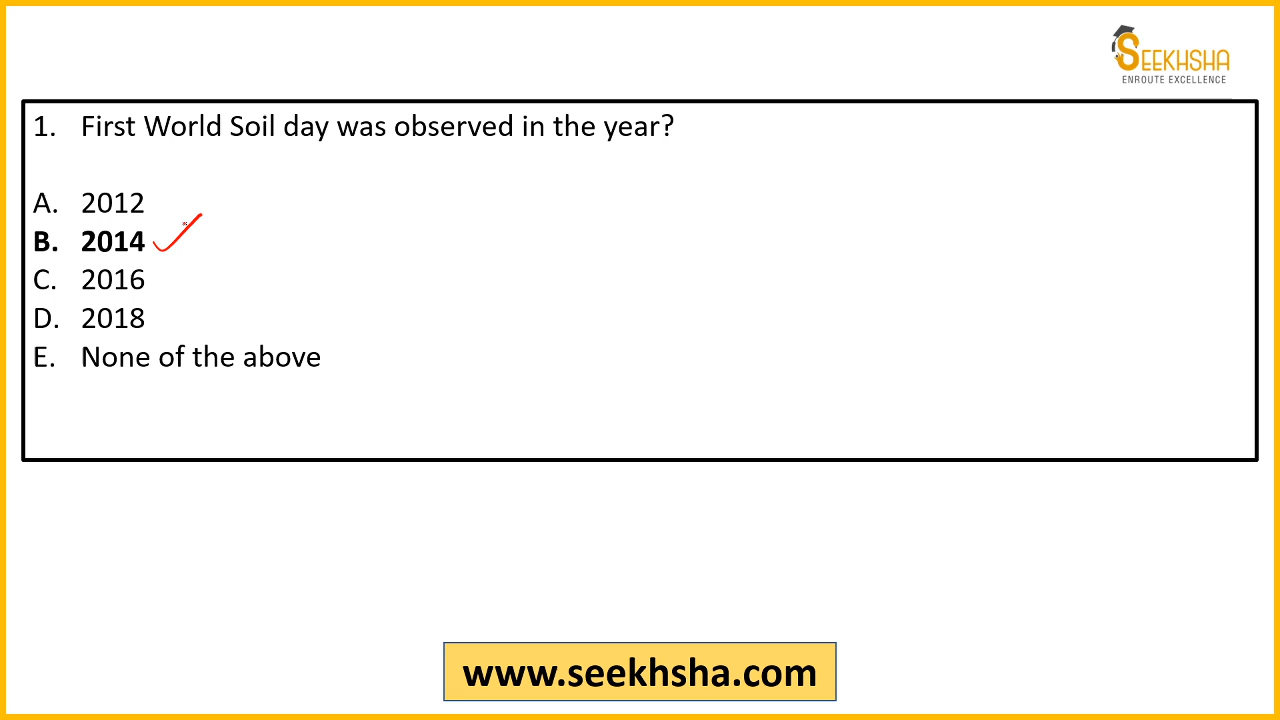 SEEKHSHA
ENROUTE EXCELLENCE
1. First World Soil day was observed in the year?
A. 2012
B. 2014
C. 2016
D. 2018
E. None of the above
www.seekhsha.com